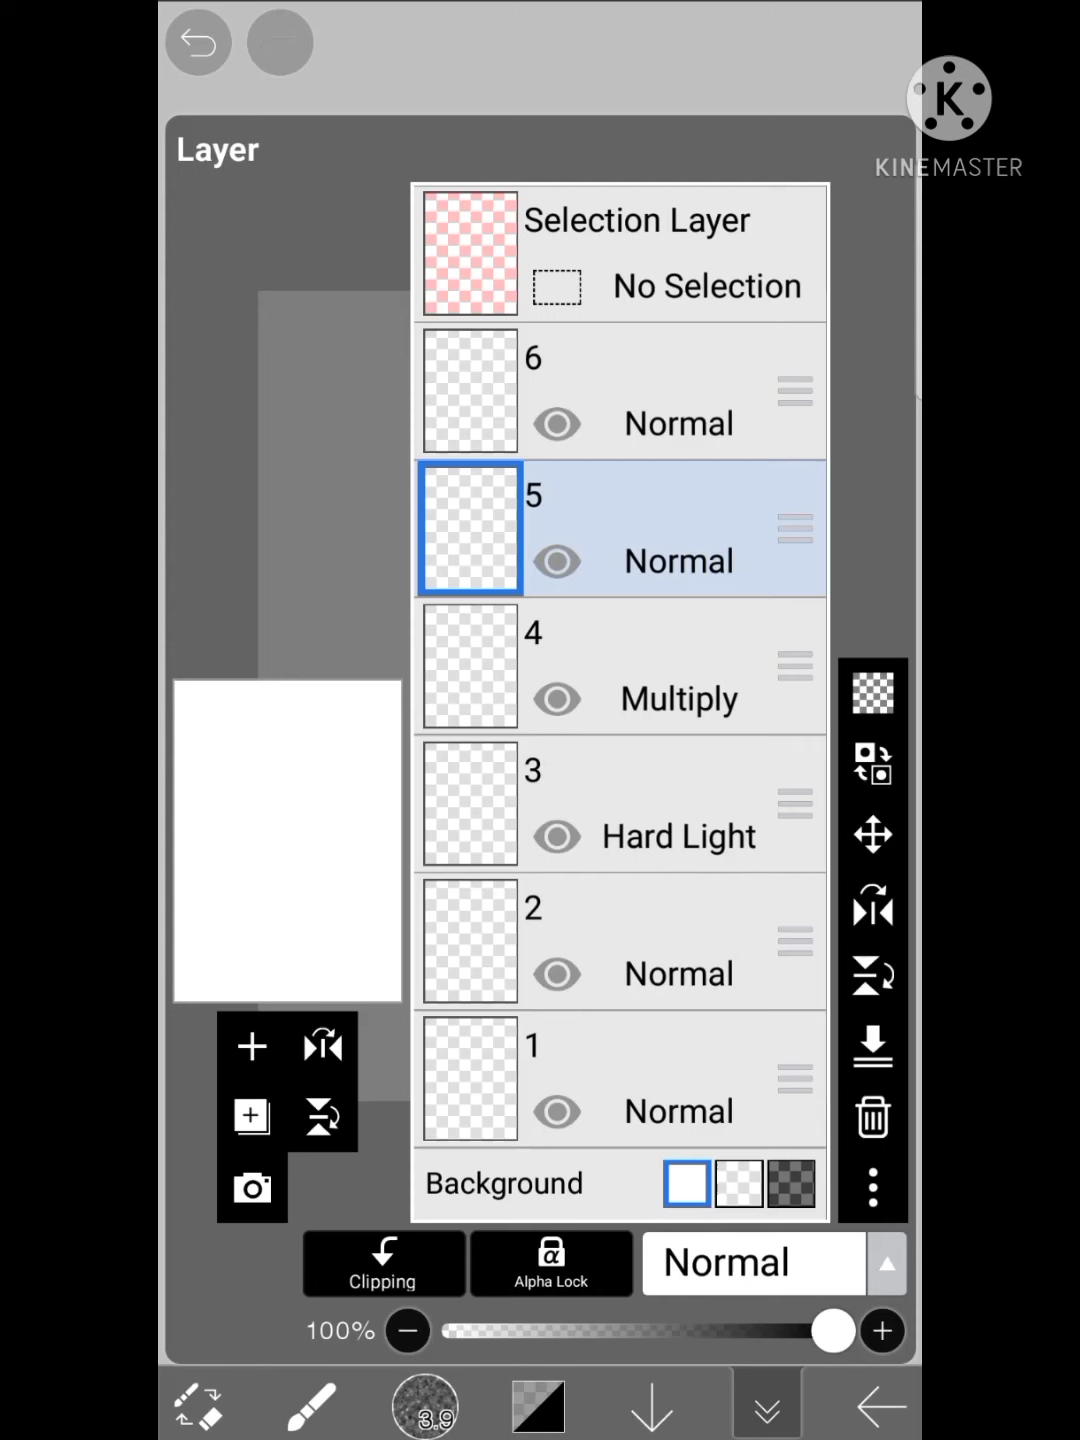 KINEMASTER
Layer
Selection Layer
No Selection
6
Normal
5
Normal
4
Multiply
3
Hard Light
2
Normal
1
Normal
Background
Clipping
α
Alpha Lock
Normal
100%
3.9